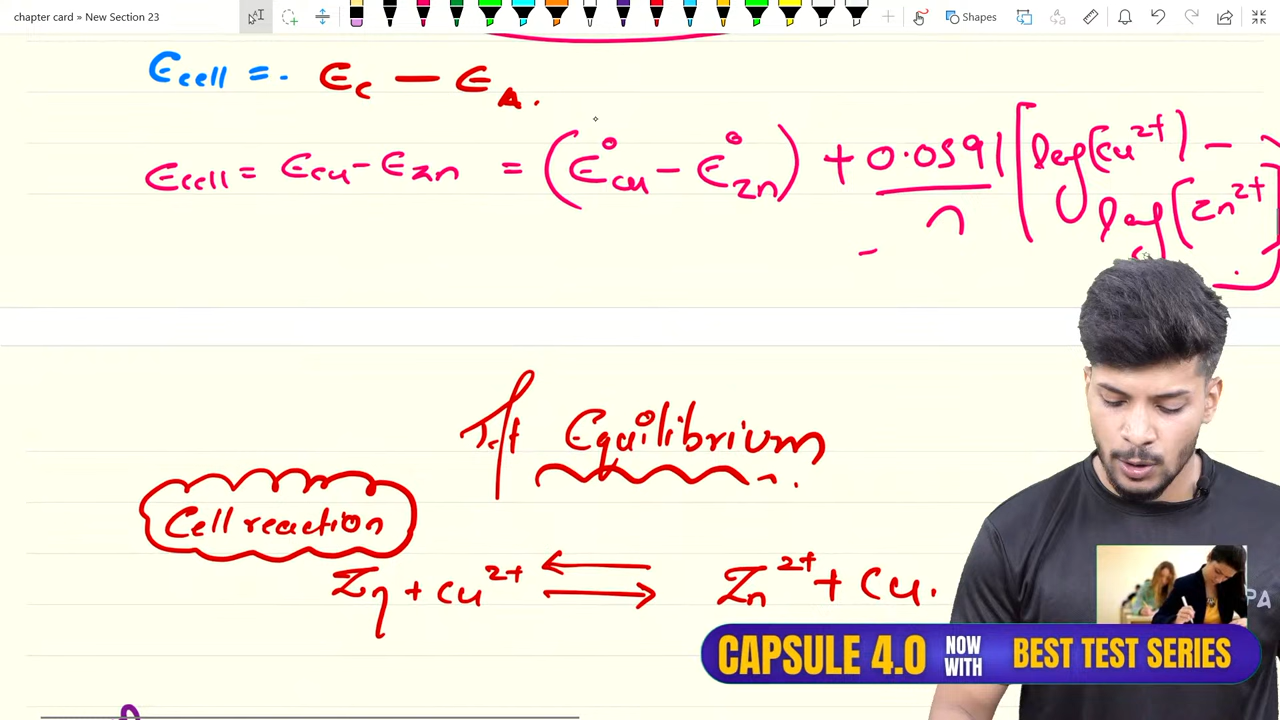 chapter card » New Section 23
Shapes
Ecell = . Ec — EA.
Ecell = Ecu - Ezn = (E°cu - E°zn) + 0.0591/n [log(Cu2+) -
log[Zn2+]
Equilibrium
Cell reaction
Zn + Cu2+ ⇌ Zn2+ + Cu.
CAPSULE 4.0 NOW WITH BEST TEST SERIES